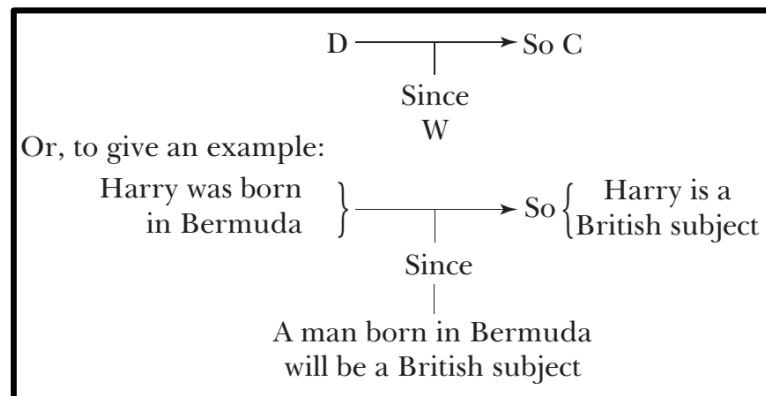 D So C
Since
W
Or, to give an example:
Harry was born
in Bermuda
So
Harry is a
British subject
Since
A man born in Bermuda
will be a British subject